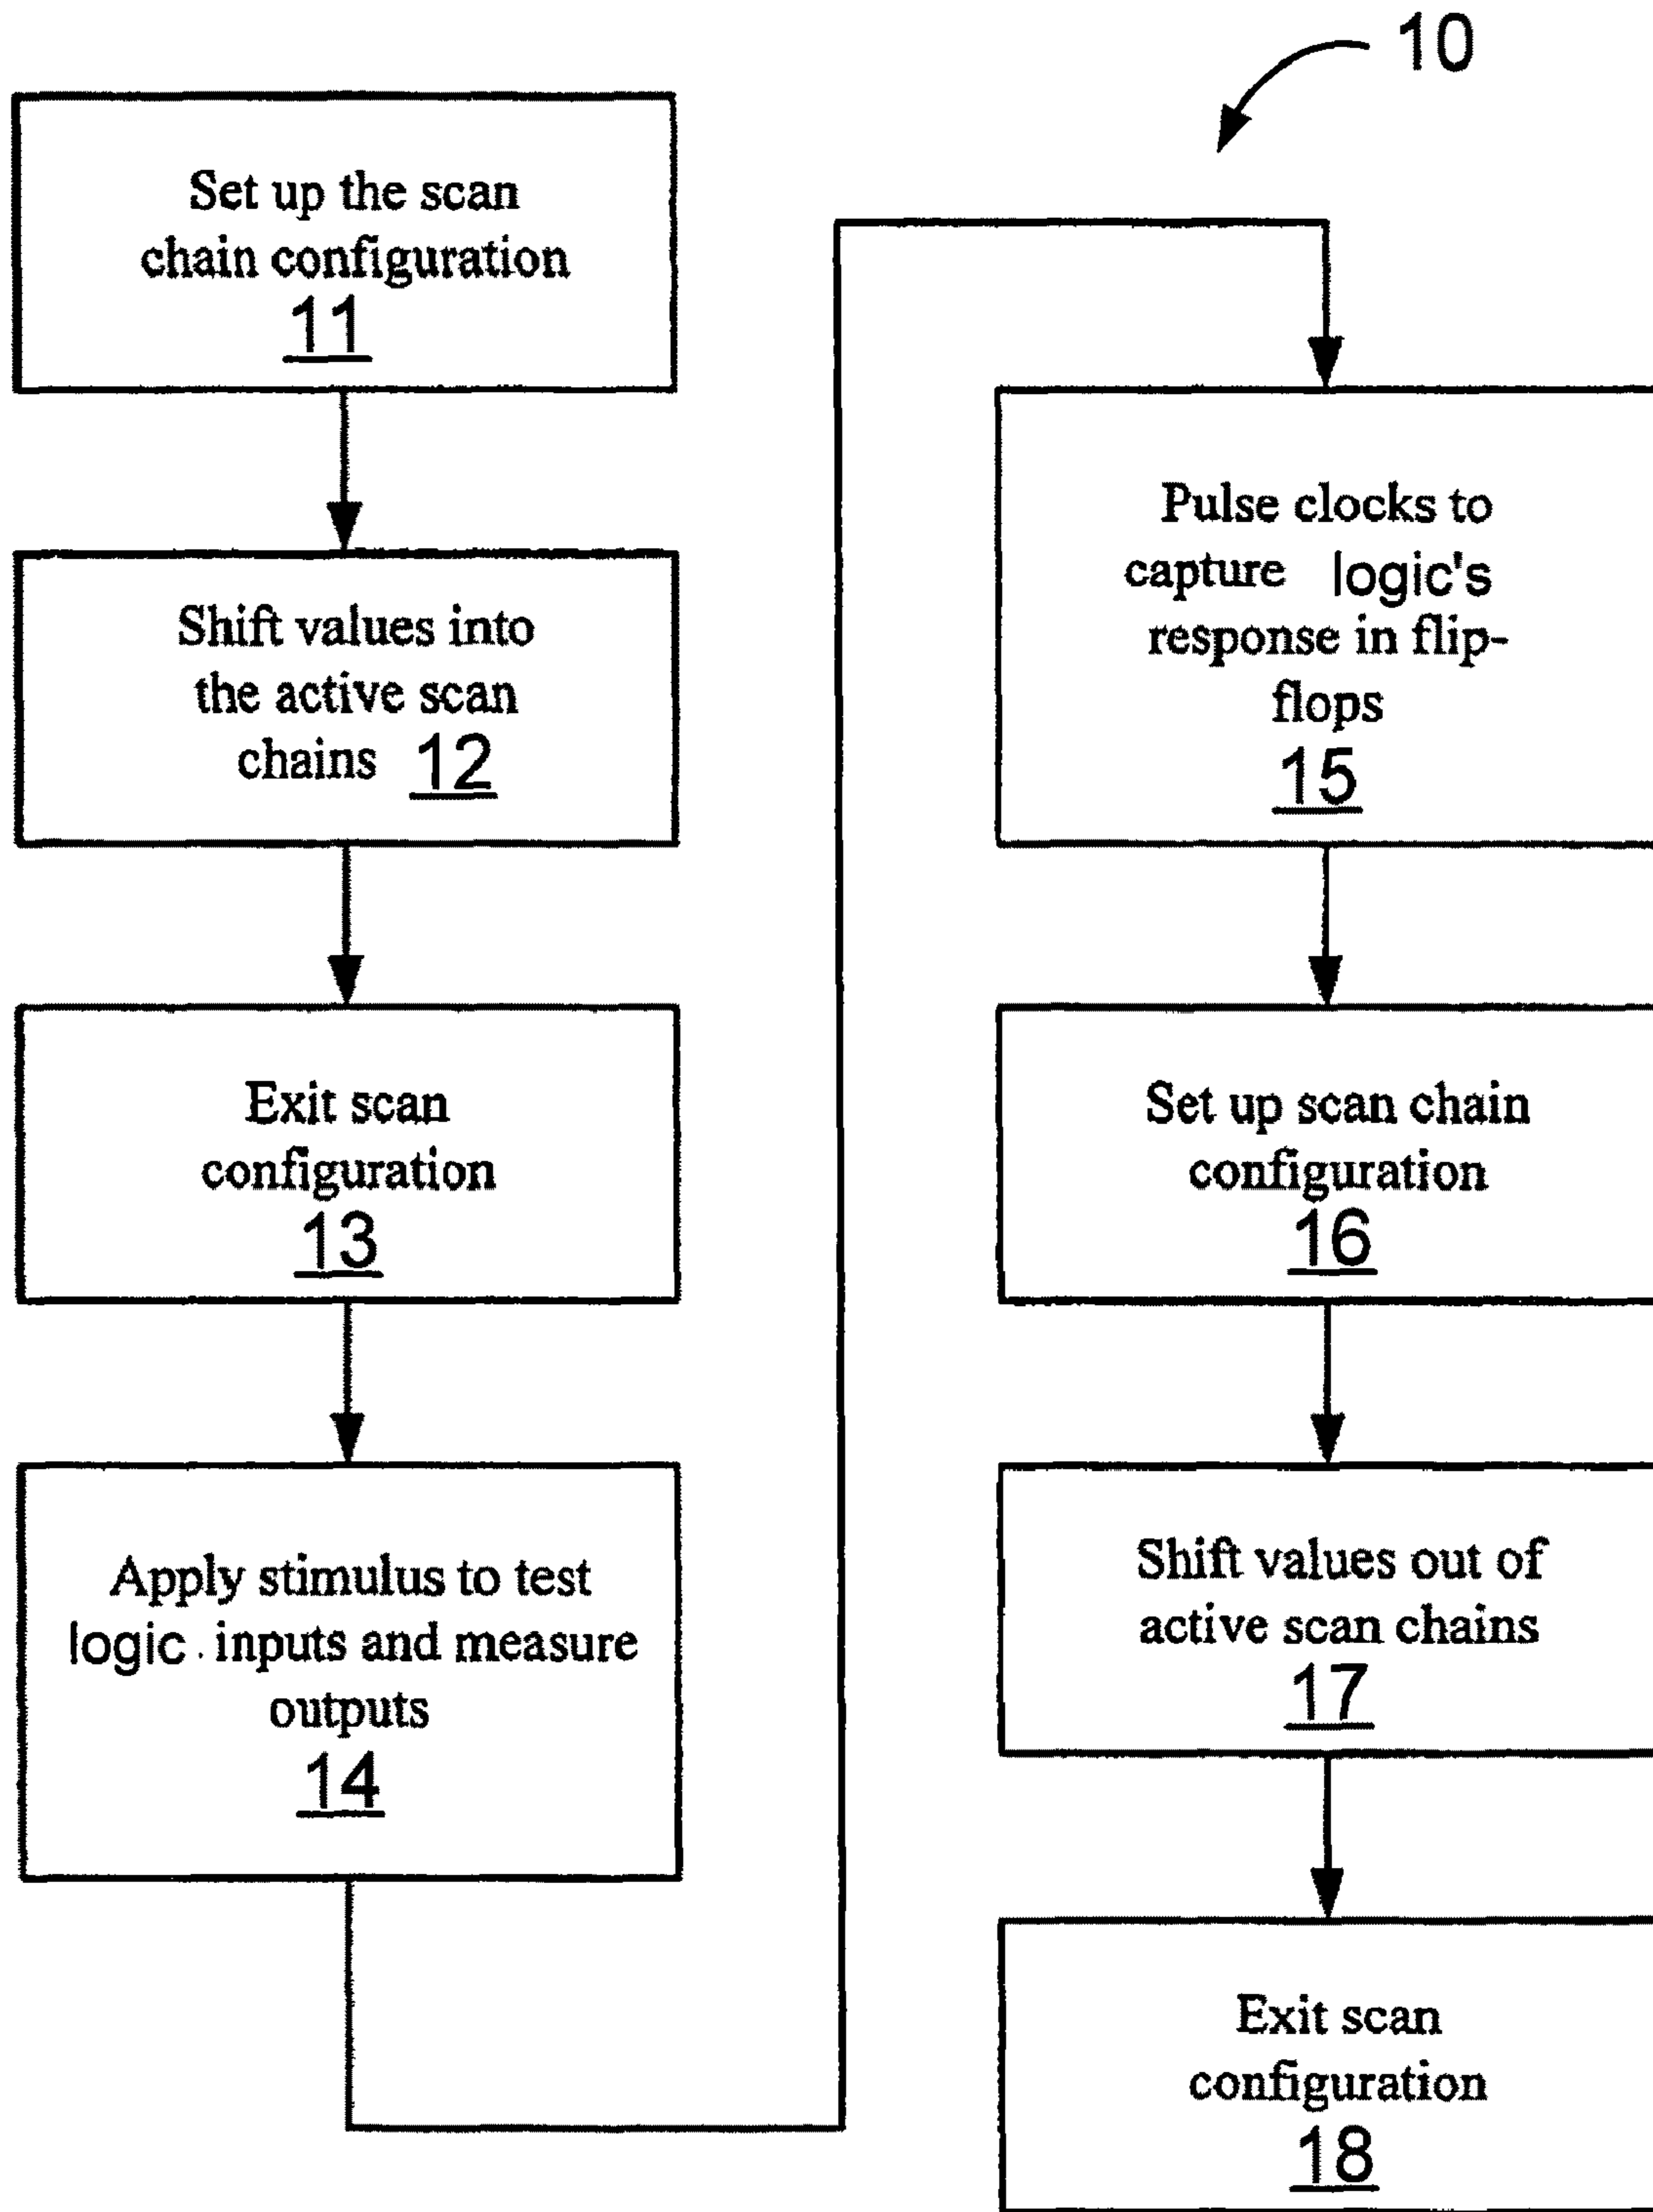 10
Set up the scan
chain configuration
11
Shift values into
the active scan
chains 12
Exit scan
configuration
13
Apply stimulus to test
logic inputs and measure
outputs
14
Pulse clocks to
capture logic's
response in flip-
flops
15
Set up scan chain
configuration
16
Shift values out of
active scan chains
17
Exit scan
configuration
18